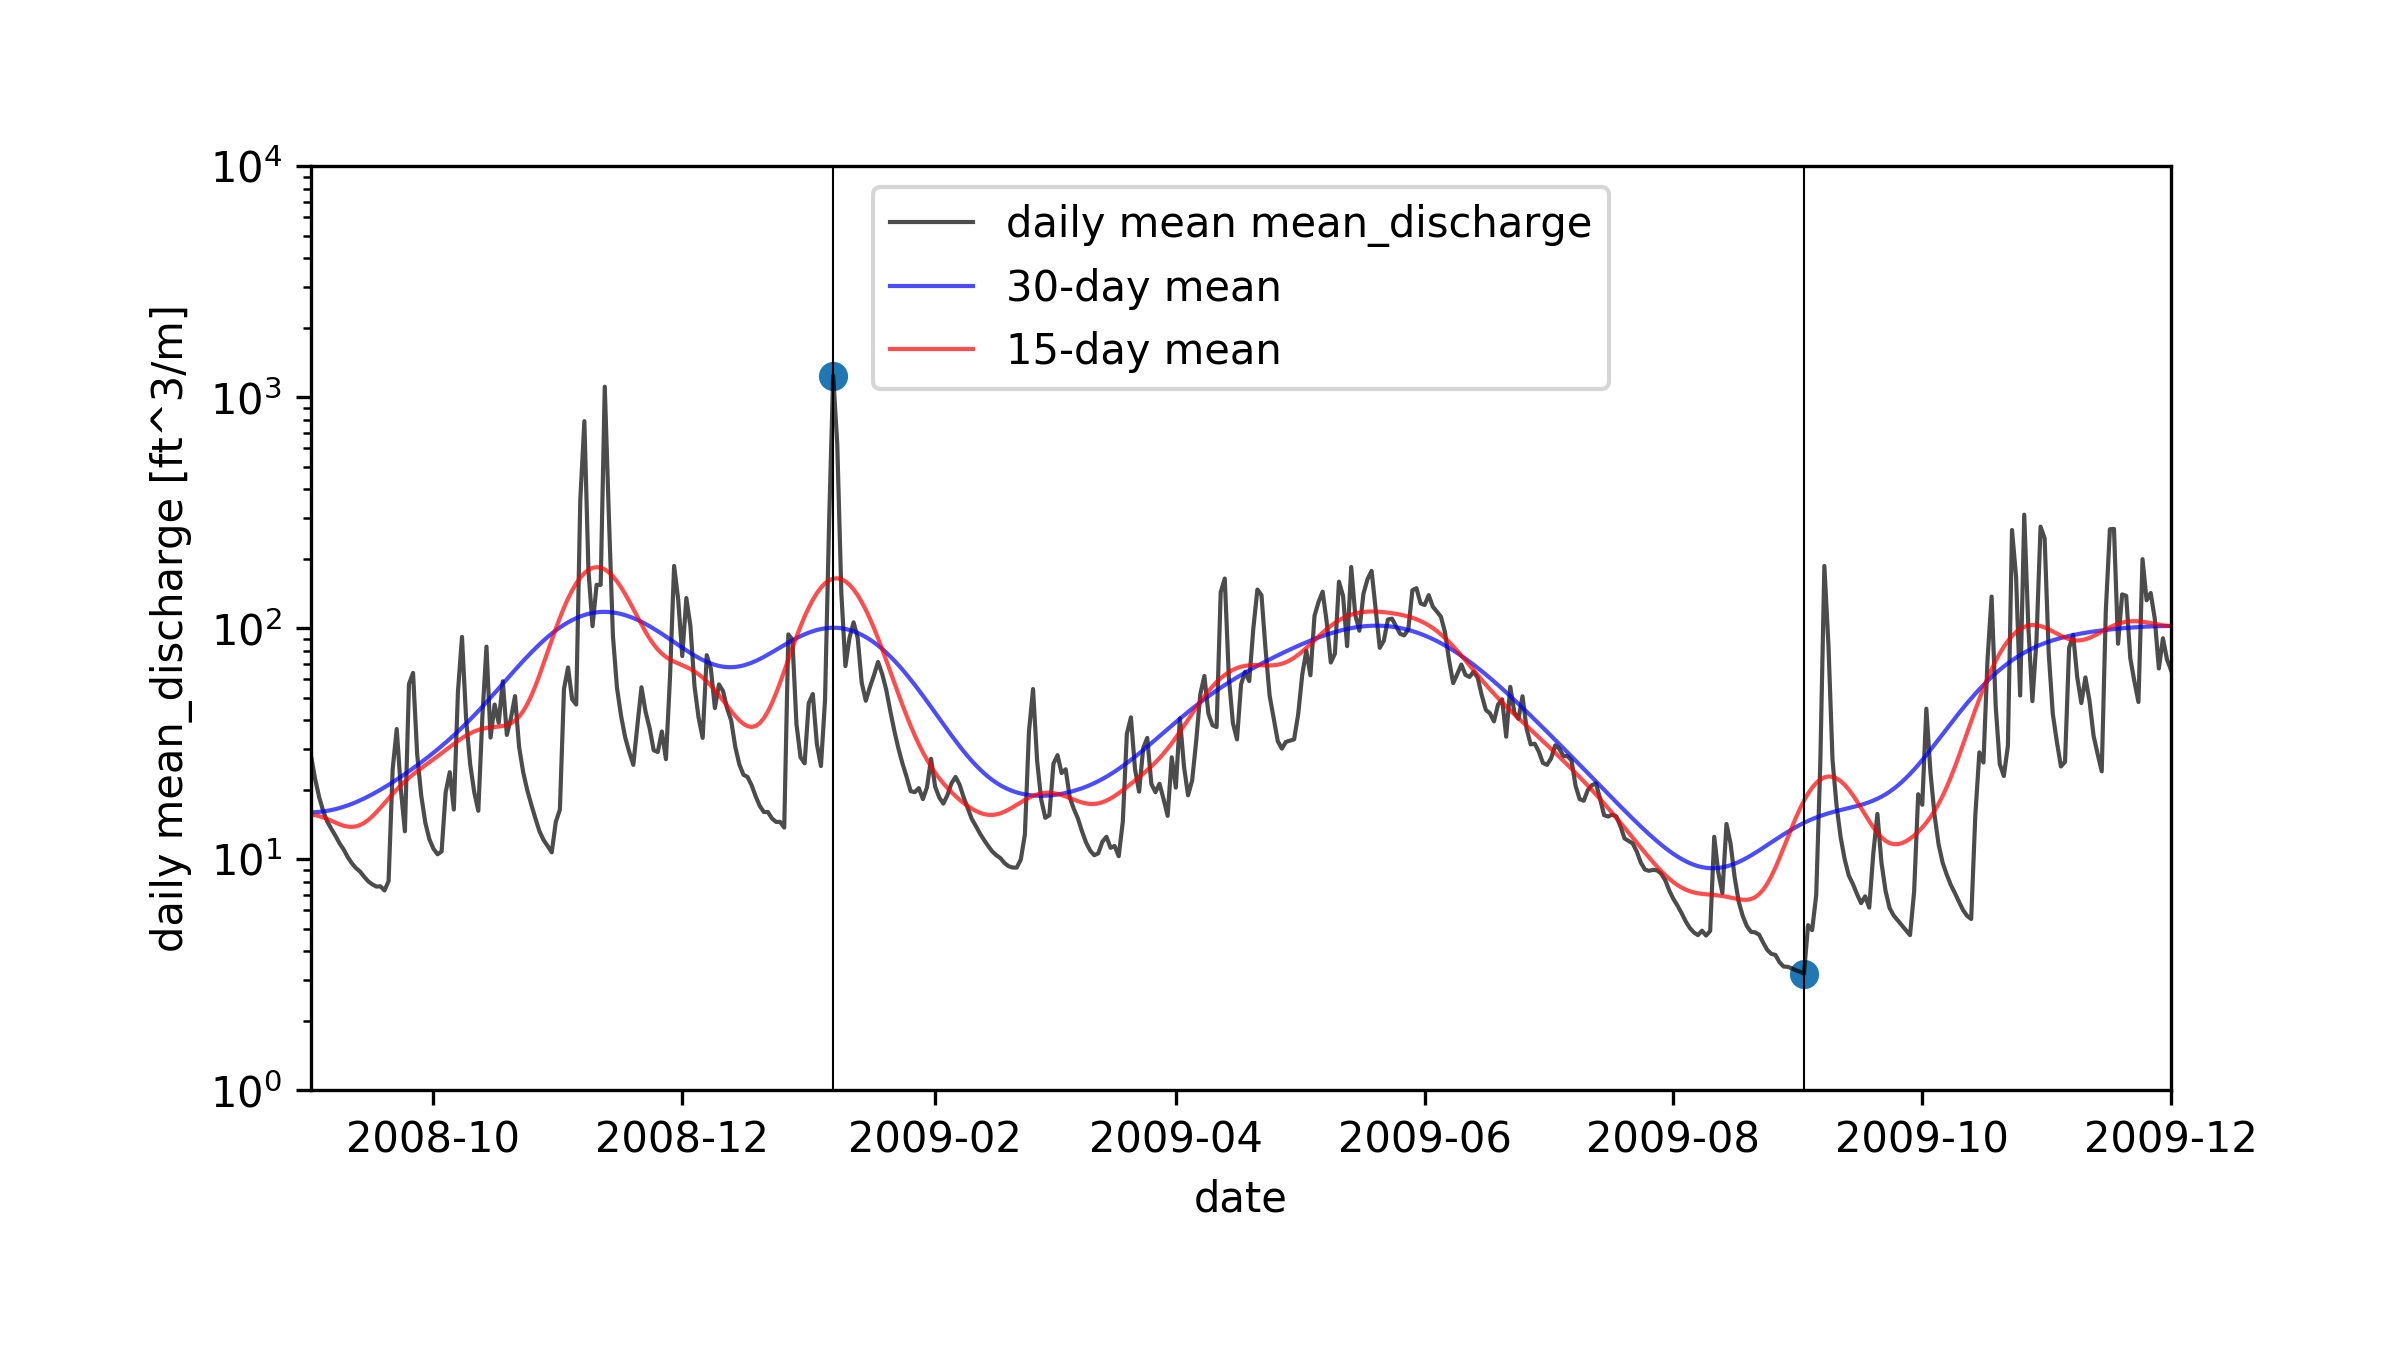 10^4
10^3
10^2
10^1
10^0
daily mean_discharge [ft^3/m]
daily mean mean_discharge
30-day mean
15-day mean
2008-10 2008-12 2009-02 2009-04 2009-06 2009-08 2009-10 2009-12
date